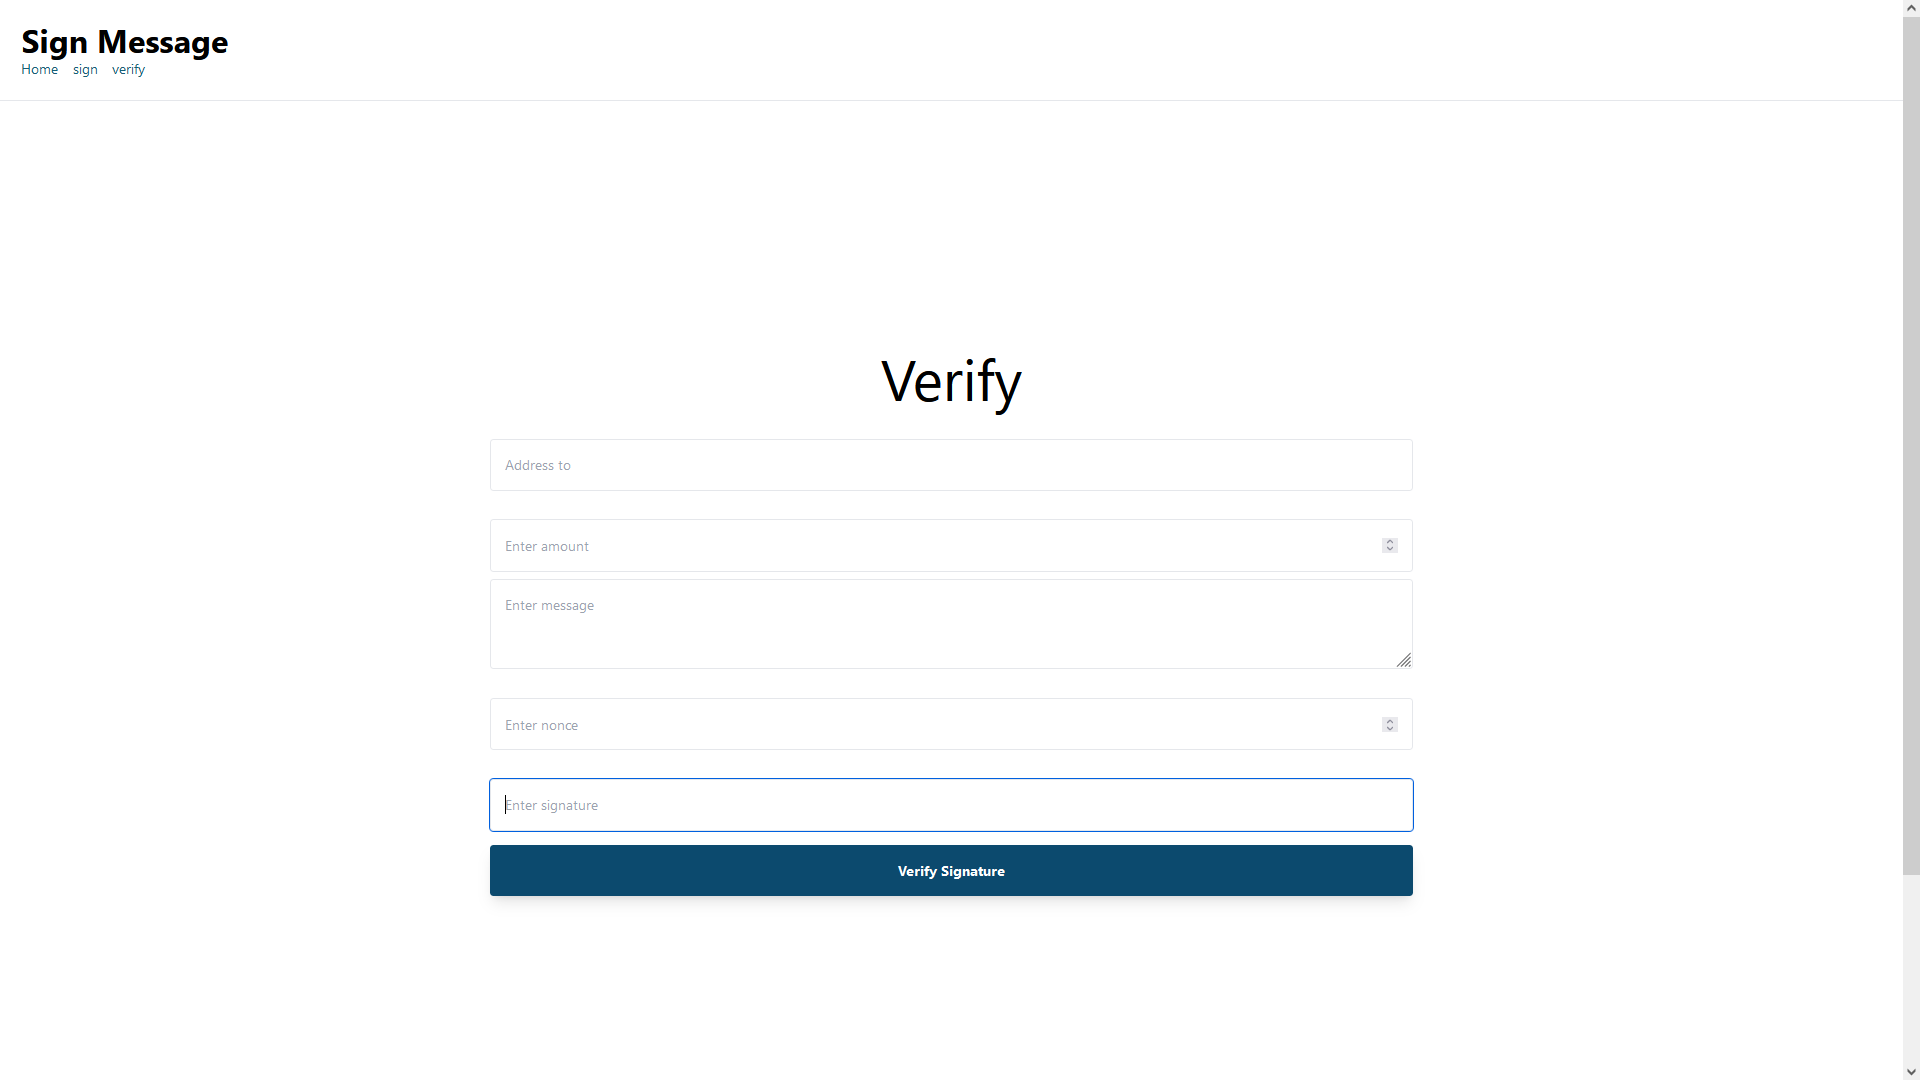 Sign Message
Home sign verify
Verify
Address to
Enter amount
Enter message
Enter nonce
Enter signature
Verify Signature